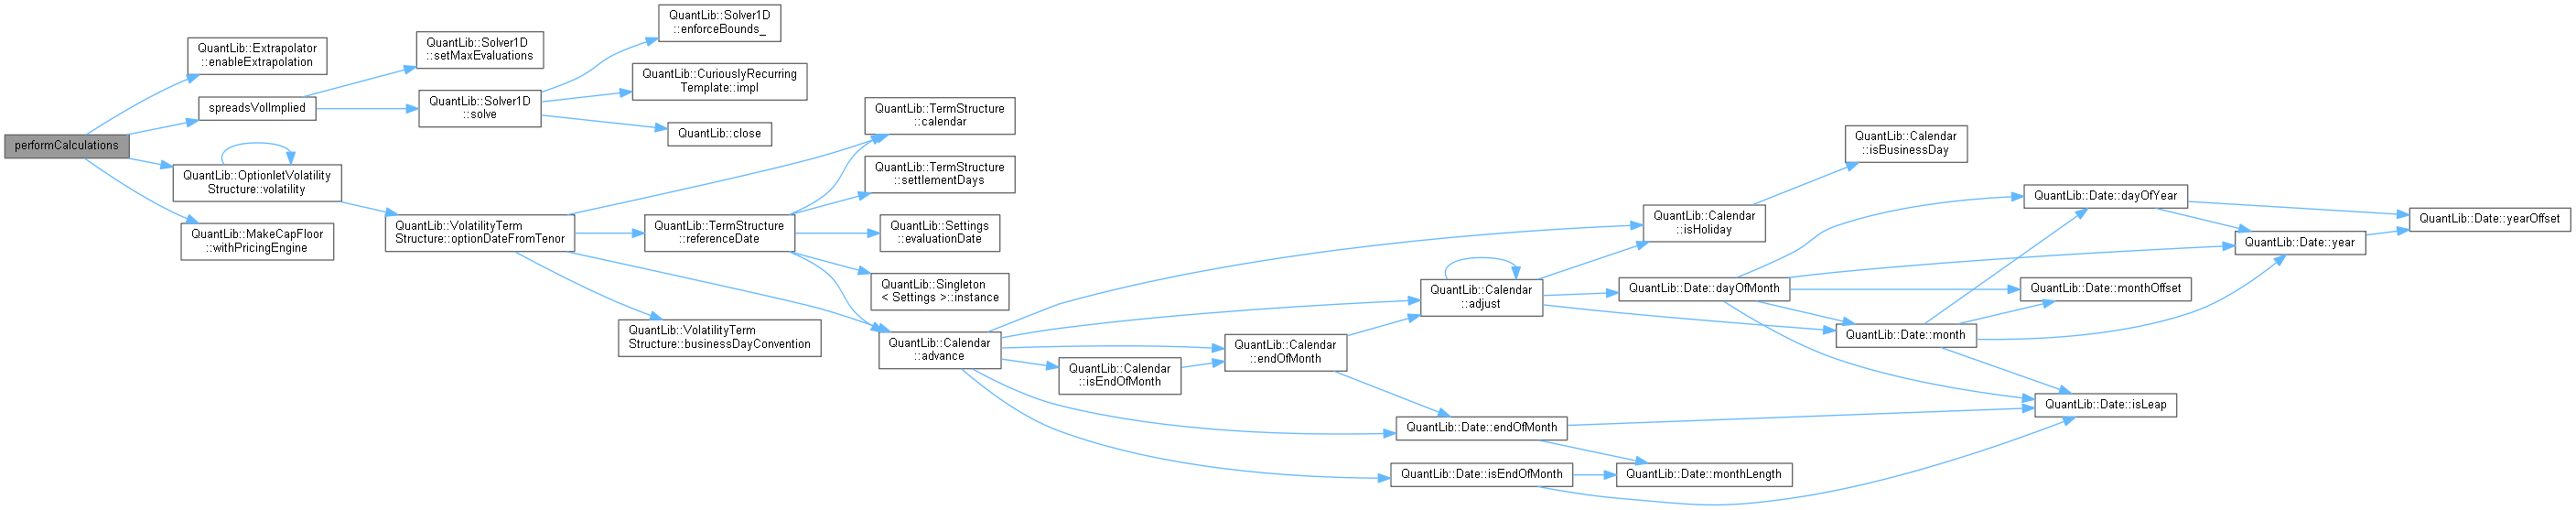 performCalculations
QuantLib::Extrapolator
::enableExtrapolation
spreadsVolImplied
QuantLib::OptionletVolatility
Structure::volatility
QuantLib::MakeCapFloor
::withPricingEngine
QuantLib::Solver1D
::setMaxEvaluations
QuantLib::Solver1D
::solve
QuantLib::VolatilityTerm
Structure::optionDateFromTenor
QuantLib::Solver1D
::enforceBounds_
QuantLib::CuriouslyRecurring
Template::impl
QuantLib::close
QuantLib::TermStructure
::referenceDate
QuantLib::VolatilityTerm
Structure::businessDayConvention
QuantLib::TermStructure
::calendar
QuantLib::TermStructure
::settlementDays
QuantLib::Settings
::evaluationDate
QuantLib::Singleton
< Settings >::instance
QuantLib::Calendar
::advance
QuantLib::Calendar
::isEndOfMonth
QuantLib::Calendar
::endOfMonth
QuantLib::Calendar
::adjust
QuantLib::Date::endOfMonth
QuantLib::Date::isEndOfMonth
QuantLib::Calendar
::isHoliday
QuantLib::Date::dayOfMonth
QuantLib::Date::monthLength
QuantLib::Calendar
::isBusinessDay
QuantLib::Date::month
QuantLib::Date::dayOfYear
QuantLib::Date::monthOffset
QuantLib::Date::isLeap
QuantLib::Date::year
QuantLib::Date::yearOffset